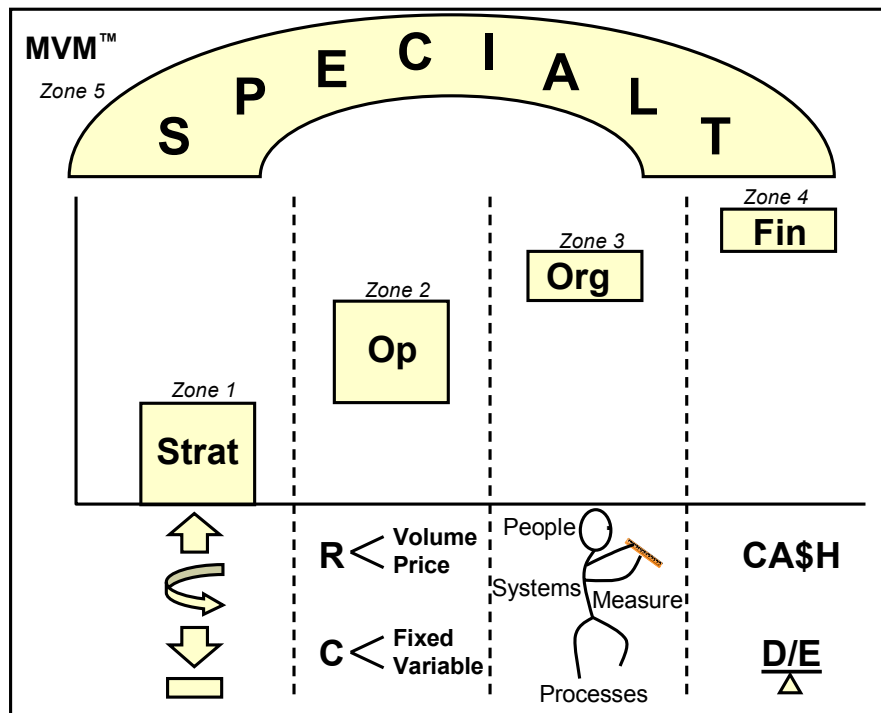 MVM™
Zone 5
SPECIALT
Zone 4
Fin
Zone 3
Org
Zone 2
Op
Zone 1
Strat
R
Volume
Price
C
Fixed
Variable
People
Systems
Measure
Processes
CA$H
D/E